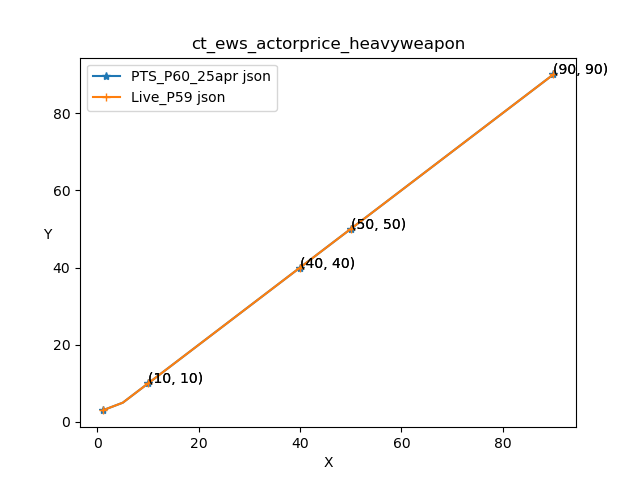 ct_ews_actorprice_heavyweapon
PTS_P60_25apr json
Live_P59 json
(90, 90)
(50, 50)
(40, 40)
(10, 10)
Y
80
60
40
20
0
0 20 40 60 80
X